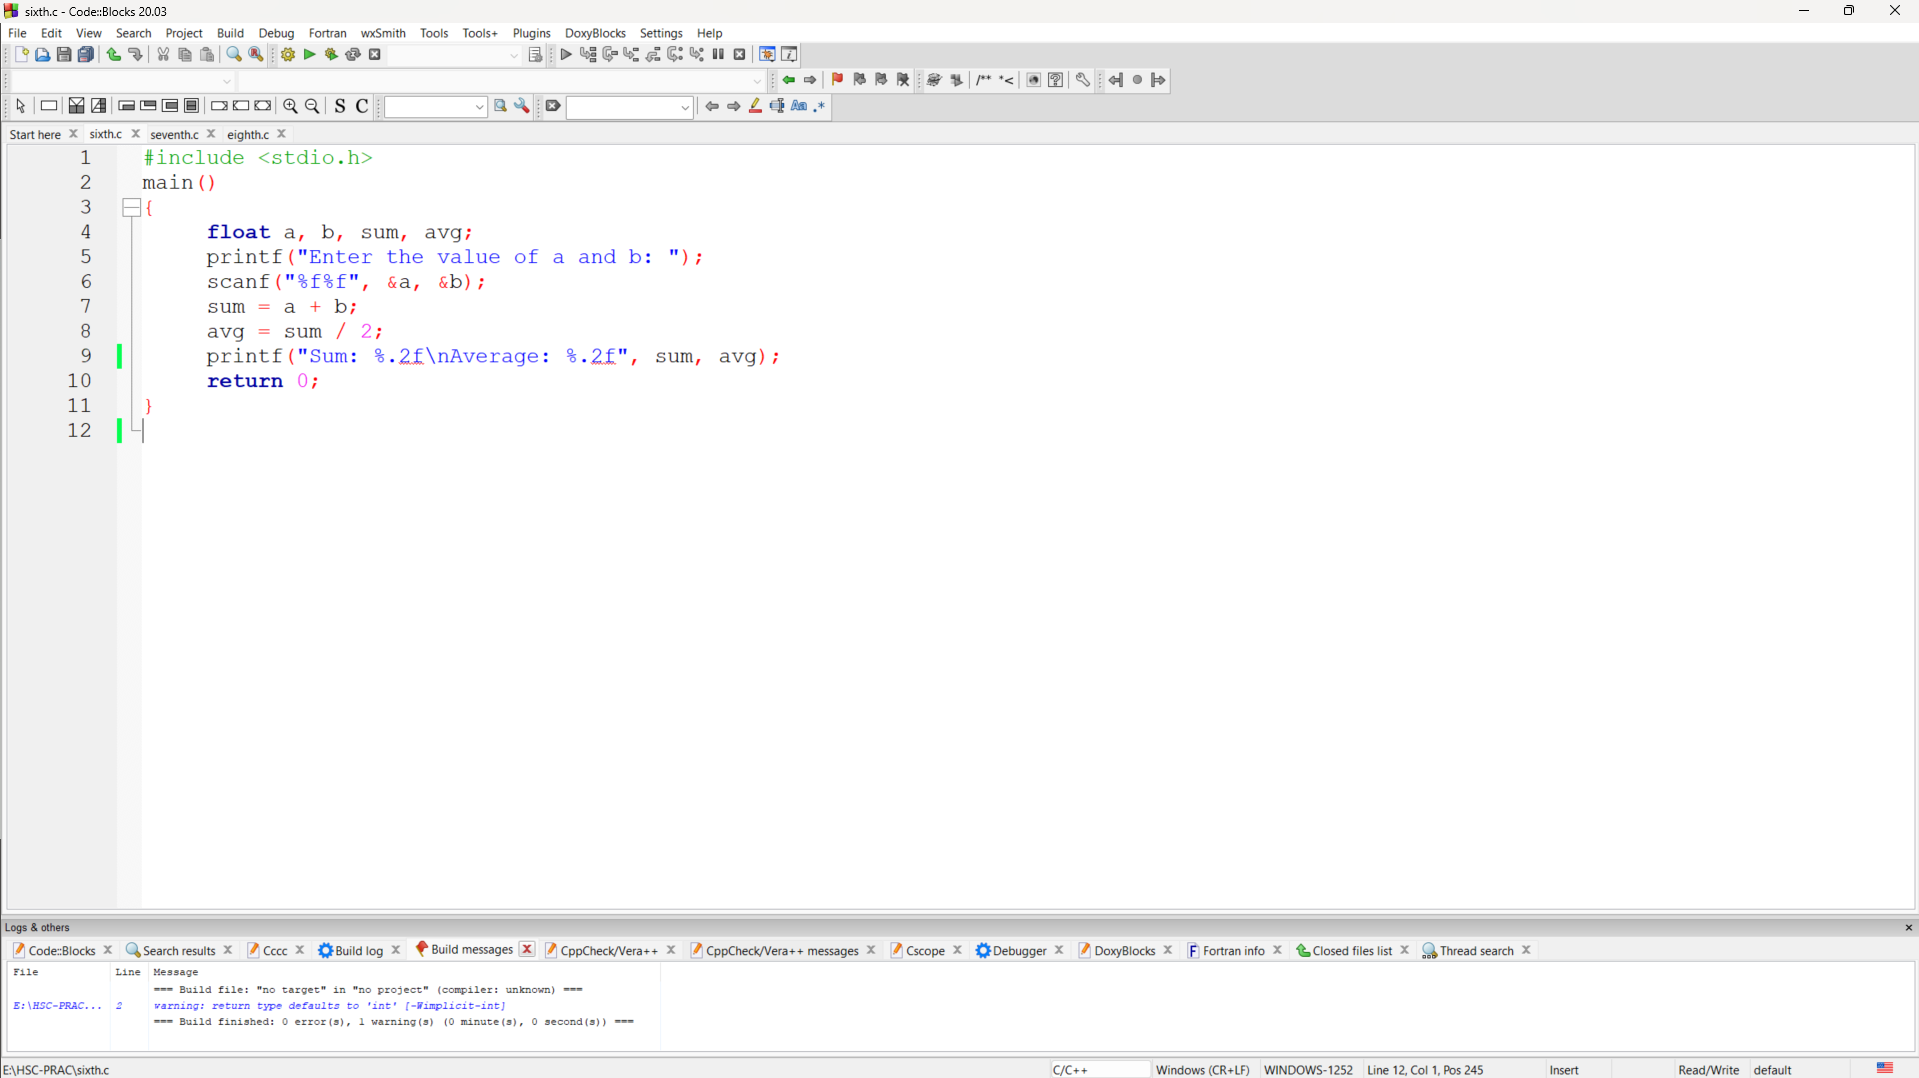 sixth.c - Code::Blocks 20.03
File Edit View Search Project Build Debug Fortran wxSmith Tools Tools+ Plugins DoxyBlocks Settings Help
/** *<
S C Aa .*
Start here sixth.c seventh.c eighth.c
1 #include <stdio.h>
2 main()
3 {
4 float a, b, sum, avg;
5 printf("Enter the value of a and b: ");
6 scanf("%f%f", &a, &b);
7 sum = a + b;
8 avg = sum / 2;
9 printf("Sum: %.2f\nAverage: %.2f", sum, avg);
10 return 0;
11 }
12
Logs & others
Code::Blocks Search results Cccc Build log Build messages CppCheck/Vera++ CppCheck/Vera++ messages Cscope Debugger DoxyBlocks Fortran info Closed files list Thread search
File Line Message
=== Build file: "no target" in "no project" (compiler: unknown) ===
E:\HSC-PRAC... 2 warning: return type defaults to 'int' [-Wimplicit-int]
=== Build finished: 0 error(s), 1 warning(s) (0 minute(s), 0 second(s)) ===
E:\HSC-PRAC\sixth.c C/C++ Windows (CR+LF) WINDOWS-1252 Line 12, Col 1, Pos 245 Insert Read/Write default